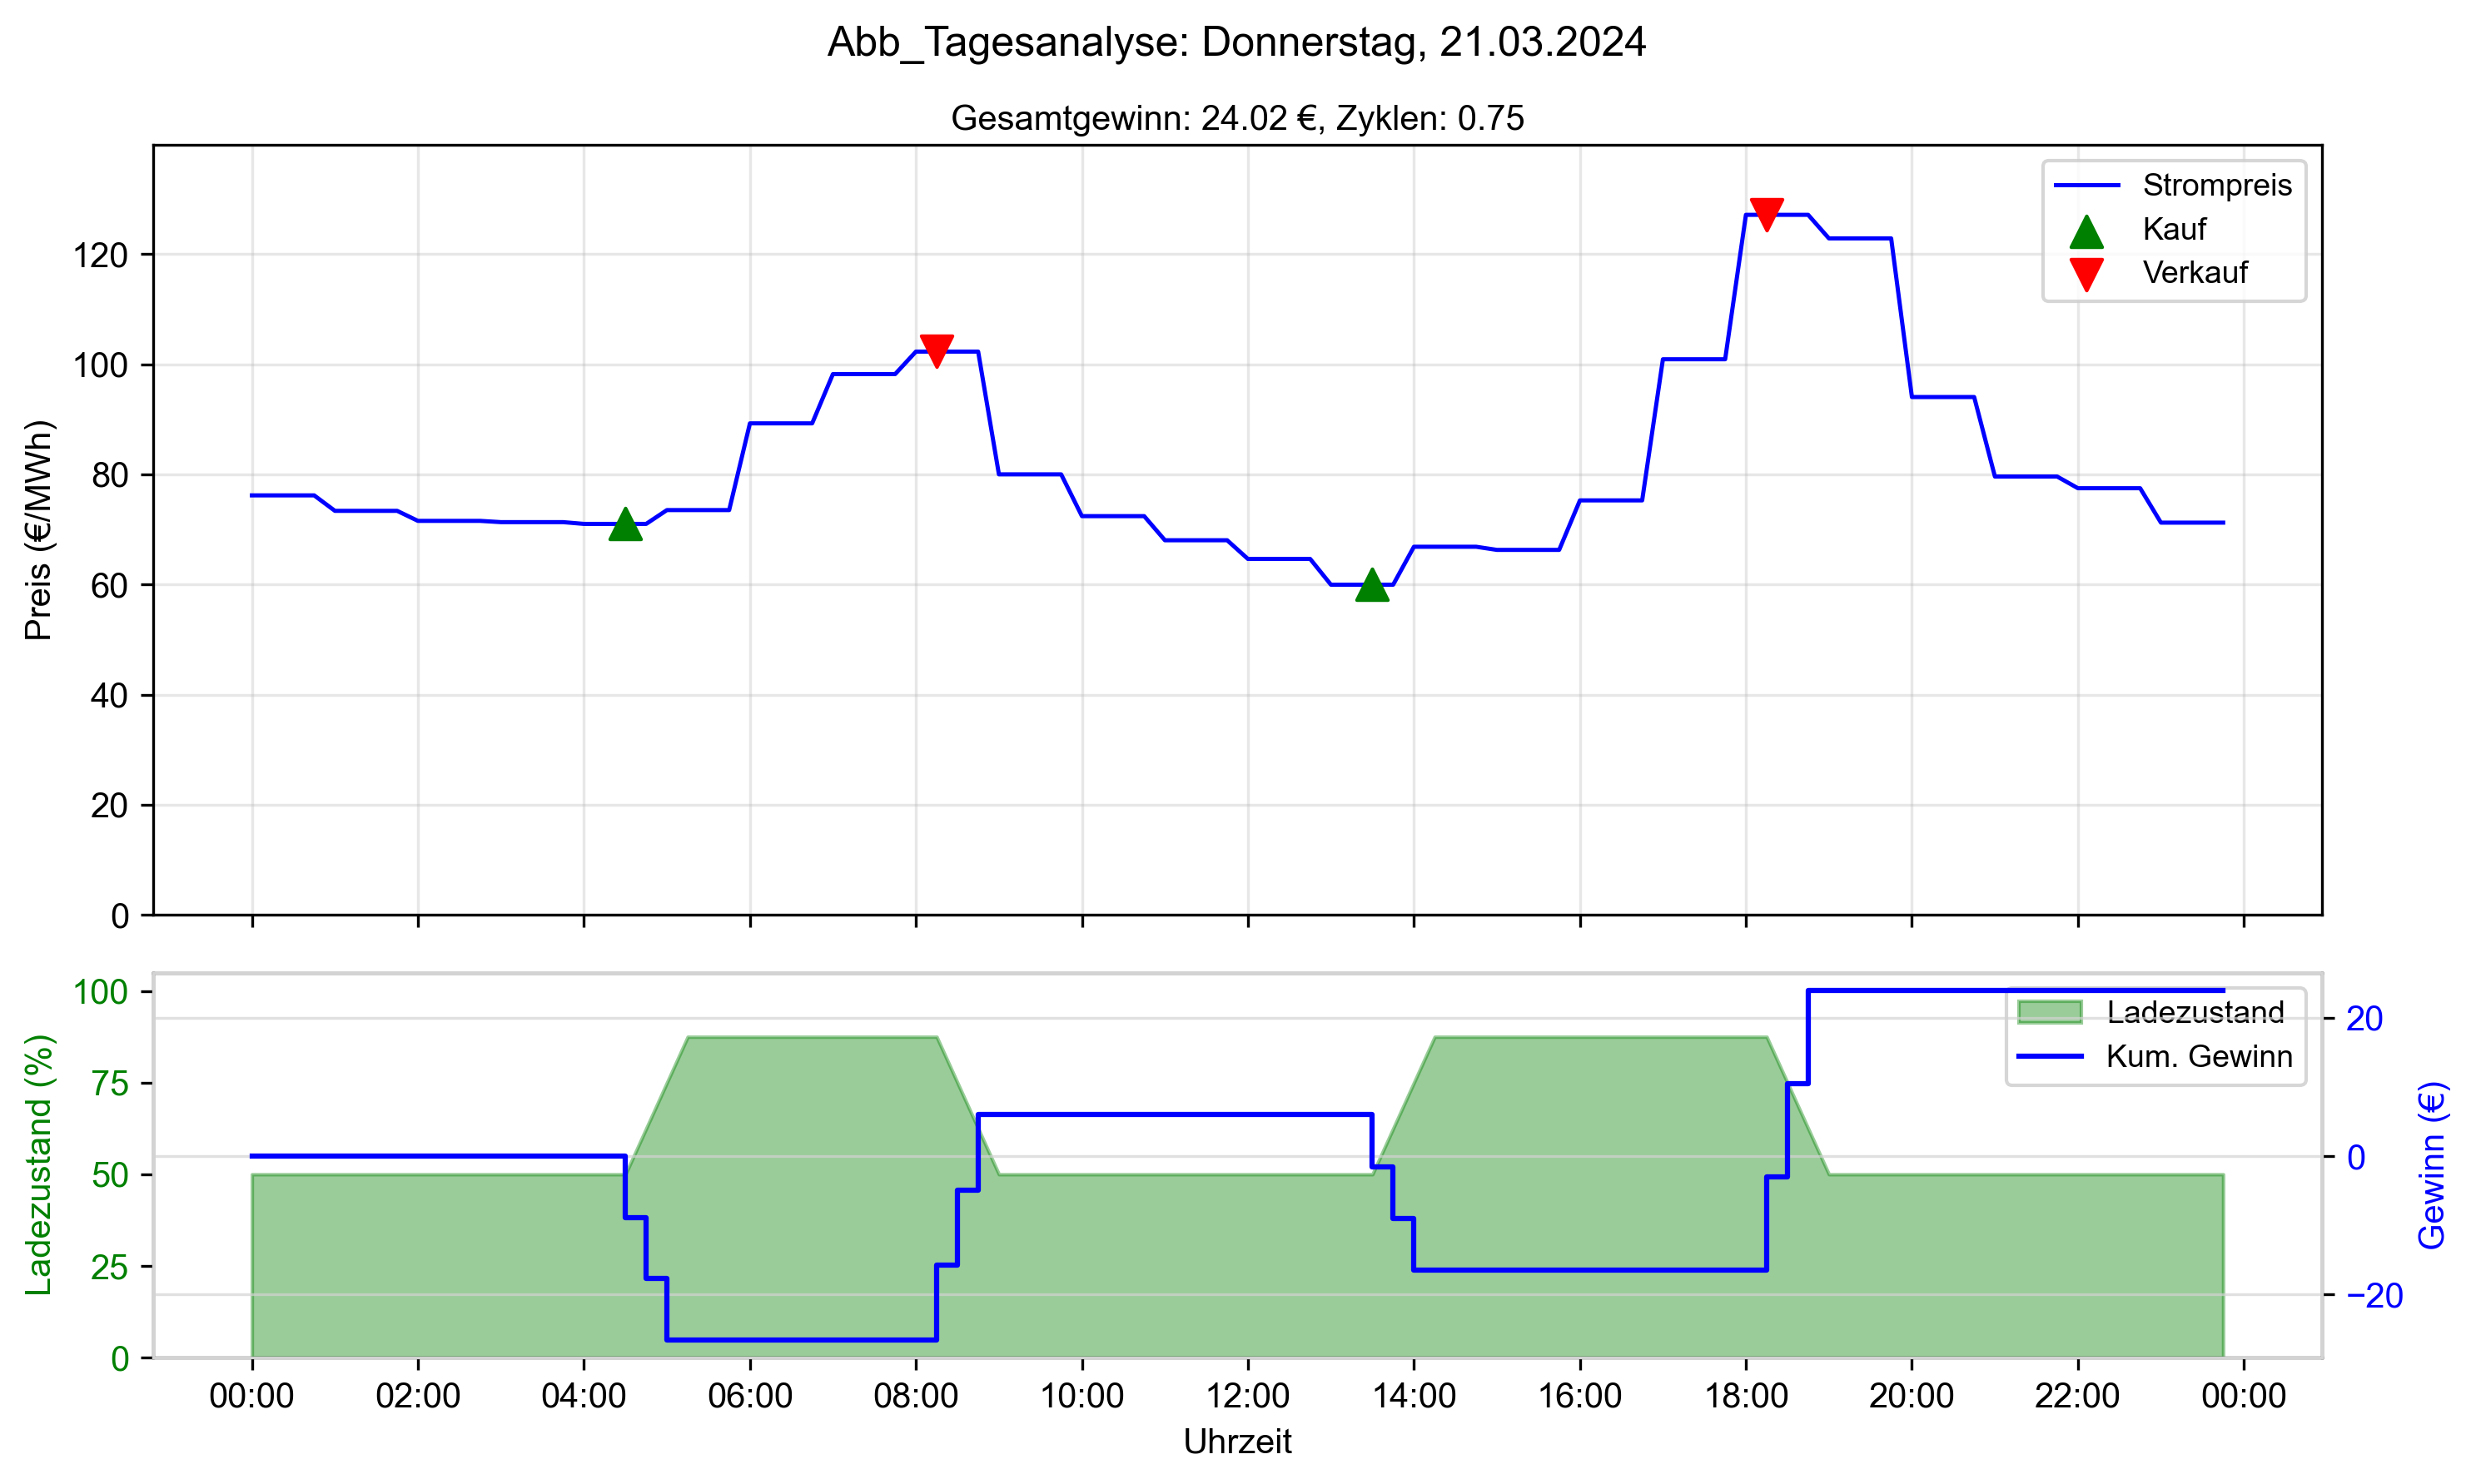 Abb_Tagesanalyse: Donnerstag, 21.03.2024
Gesamtgewinn: 24.02 €, Zyklen: 0.75
Preis (€/MWh)
120
100
80
60
40
20
0
Strompreis
Kauf
Verkauf
Ladezustand (%)
100
75
50
25
0
Ladezustand
Kum. Gewinn
20
0
−20
Gewinn (€)
00:00 02:00 04:00 06:00 08:00 10:00 12:00 14:00 16:00 18:00 20:00 22:00 00:00
Uhrzeit